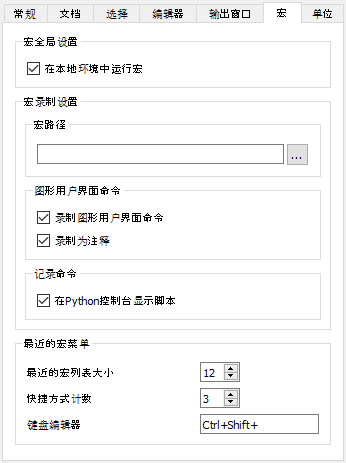 常规 文档 选择 编辑器 输出窗口 宏 单位
宏全局设置
在本地环境中运行宏
宏录制设置
宏路径
...
图形用户界面命令
录制图形用户界面命令
录制为注释
记录命令
在Python控制台显示脚本
最近的宏菜单
最近的宏列表大小 12
快捷方式计数 3
键盘编辑器 Ctrl+Shift+